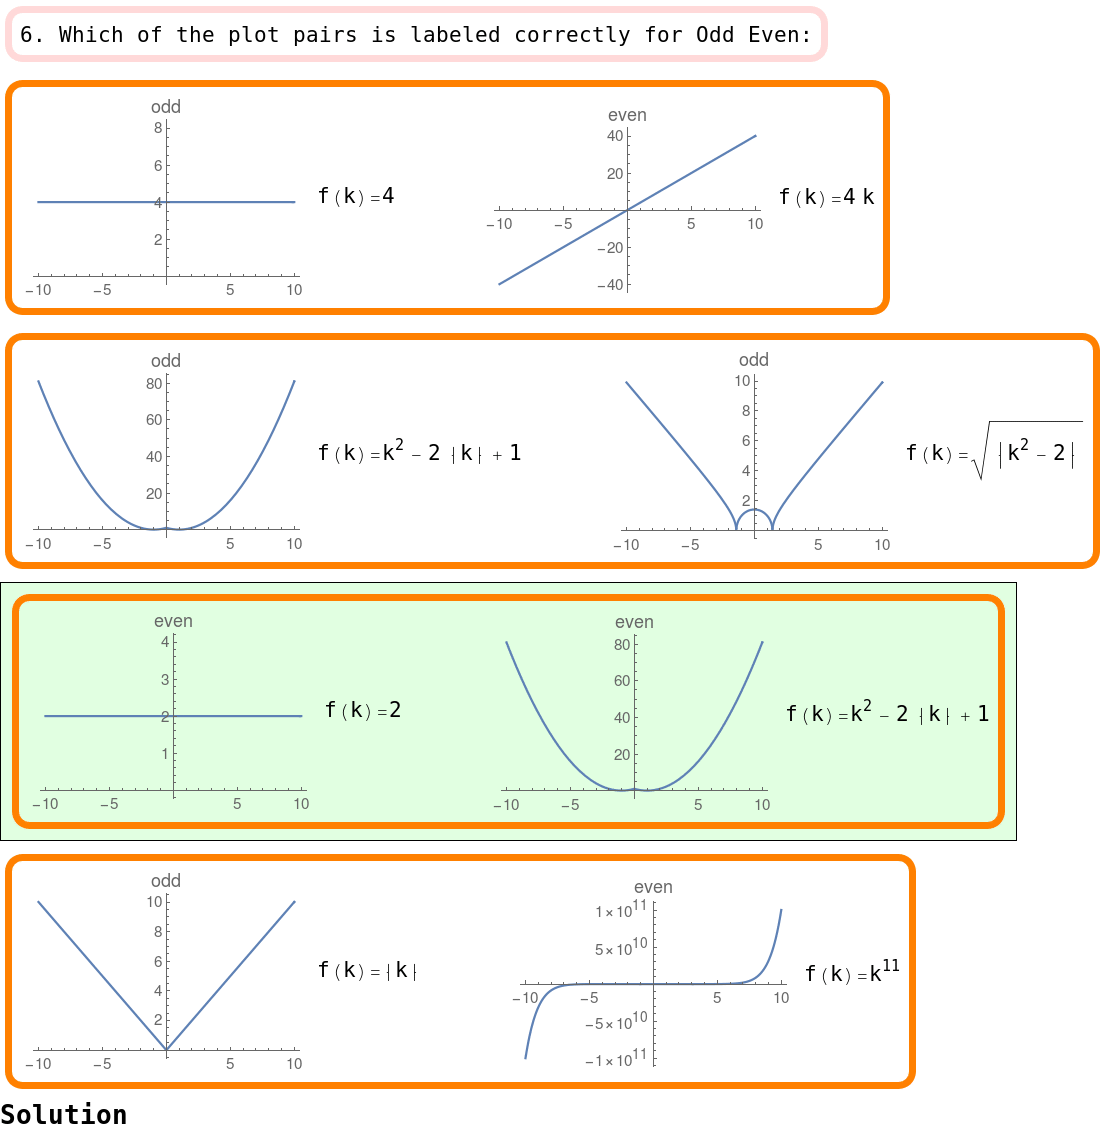 6. Which of the plot pairs is labeled correctly for Odd Even:
odd
8
6
4
2
−10 −5 5 10
f(k)=4
even
40
20
−10 −5 5 10
−20
−40
f(k)=4 k
odd
80
60
40
20
−10 −5 5 10
f(k)=k² − 2 |k| + 1
odd
10
8
6
4
2
−10 −5 5 10
f(k)=√|k² − 2|
even
4
3
2
1
−10 −5 5 10
f(k)=2
even
80
60
40
20
−10 −5 5 10
f(k)=k² − 2 |k| + 1
odd
10
8
6
4
2
−10 −5 5 10
f(k)=|k|
even
1×10¹¹
5×10¹⁰
−10 −5 5 10
−5×10¹⁰
−1×10¹¹
f(k)=k¹¹
Solution